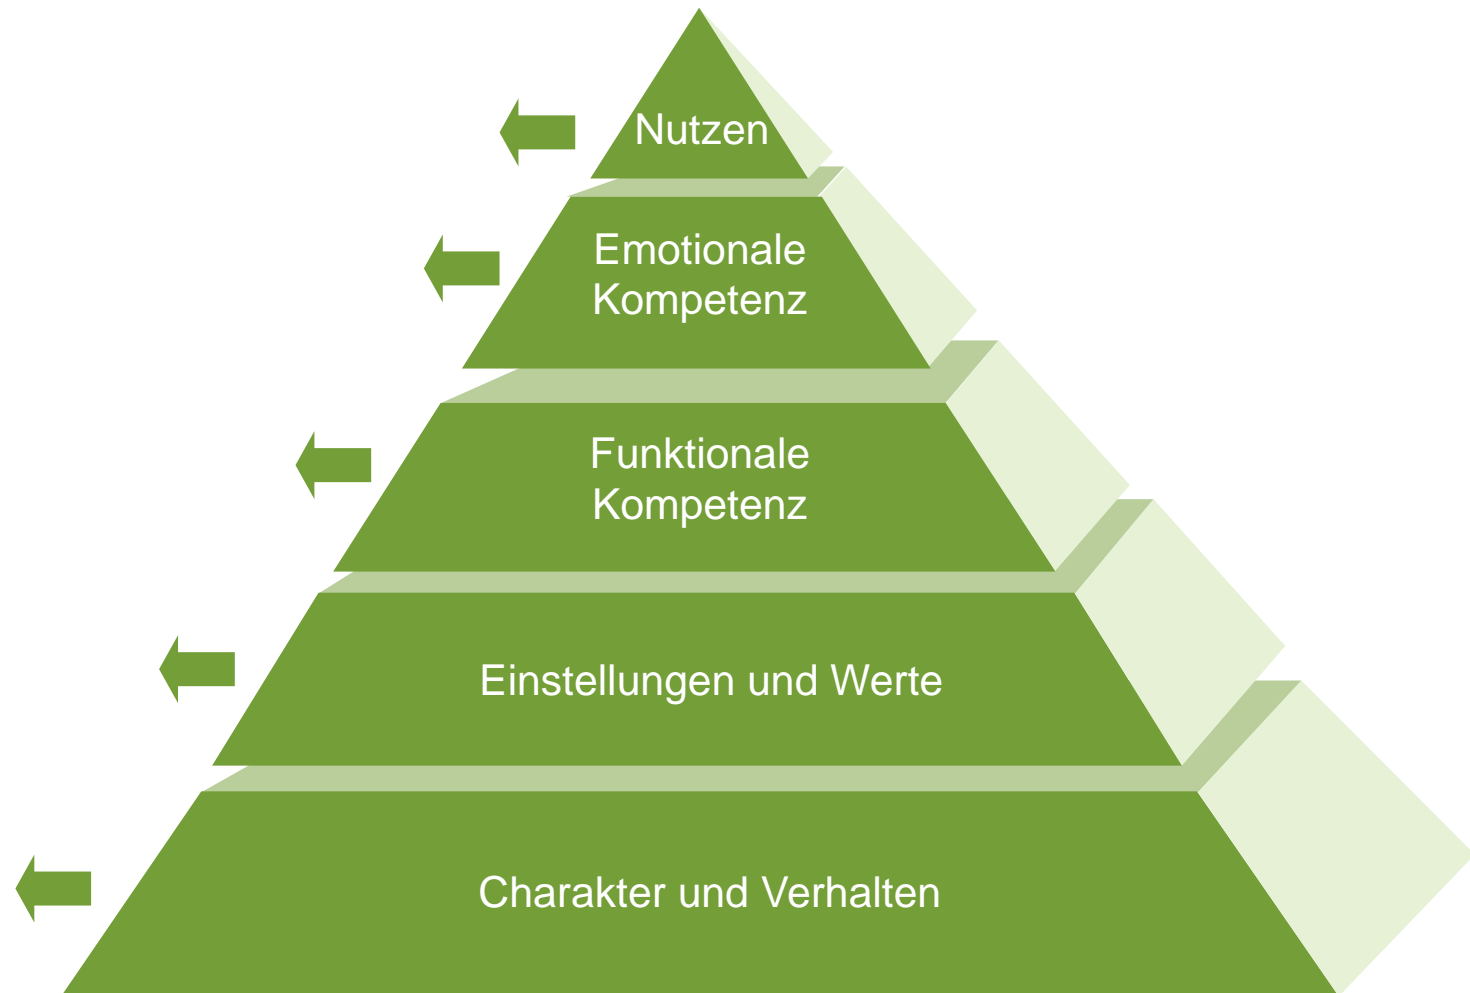 Nutzen
Emotionale
Kompetenz
Funktionale
Kompetenz
Einstellungen und Werte
Charakter und Verhalten